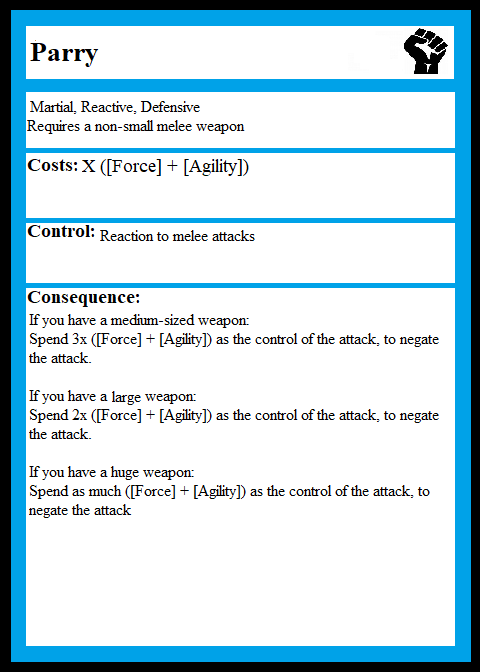 Parry
Martial, Reactive, Defensive
Requires a non-small melee weapon
Costs: X ([Force] + [Agility])
Control: Reaction to melee attacks
Consequence:
If you have a medium-sized weapon:
Spend 3x ([Force] + [Agility]) as the control of the attack, to negate
the attack.
If you have a large weapon:
Spend 2x ([Force] + [Agility]) as the control of the attack, to negate
the attack.
If you have a huge weapon:
Spend as much ([Force] + [Agility]) as the control of the attack, to
negate the attack